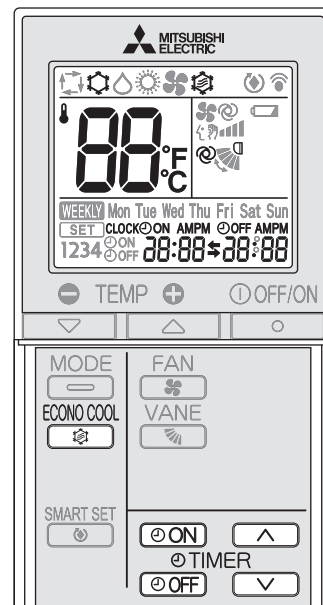 MITSUBISHI
ELECTRIC
88°F
°C
WEEKLY Mon Tue Wed Thu Fri Sat Sun
SET CLOCK ON AMPM OFF AMPM
1234 ON OFF 88:88 88:88
TEMP OFF/ON
MODE FAN
ECONO COOL VANE
SMART SET
ON
TIMER
OFF